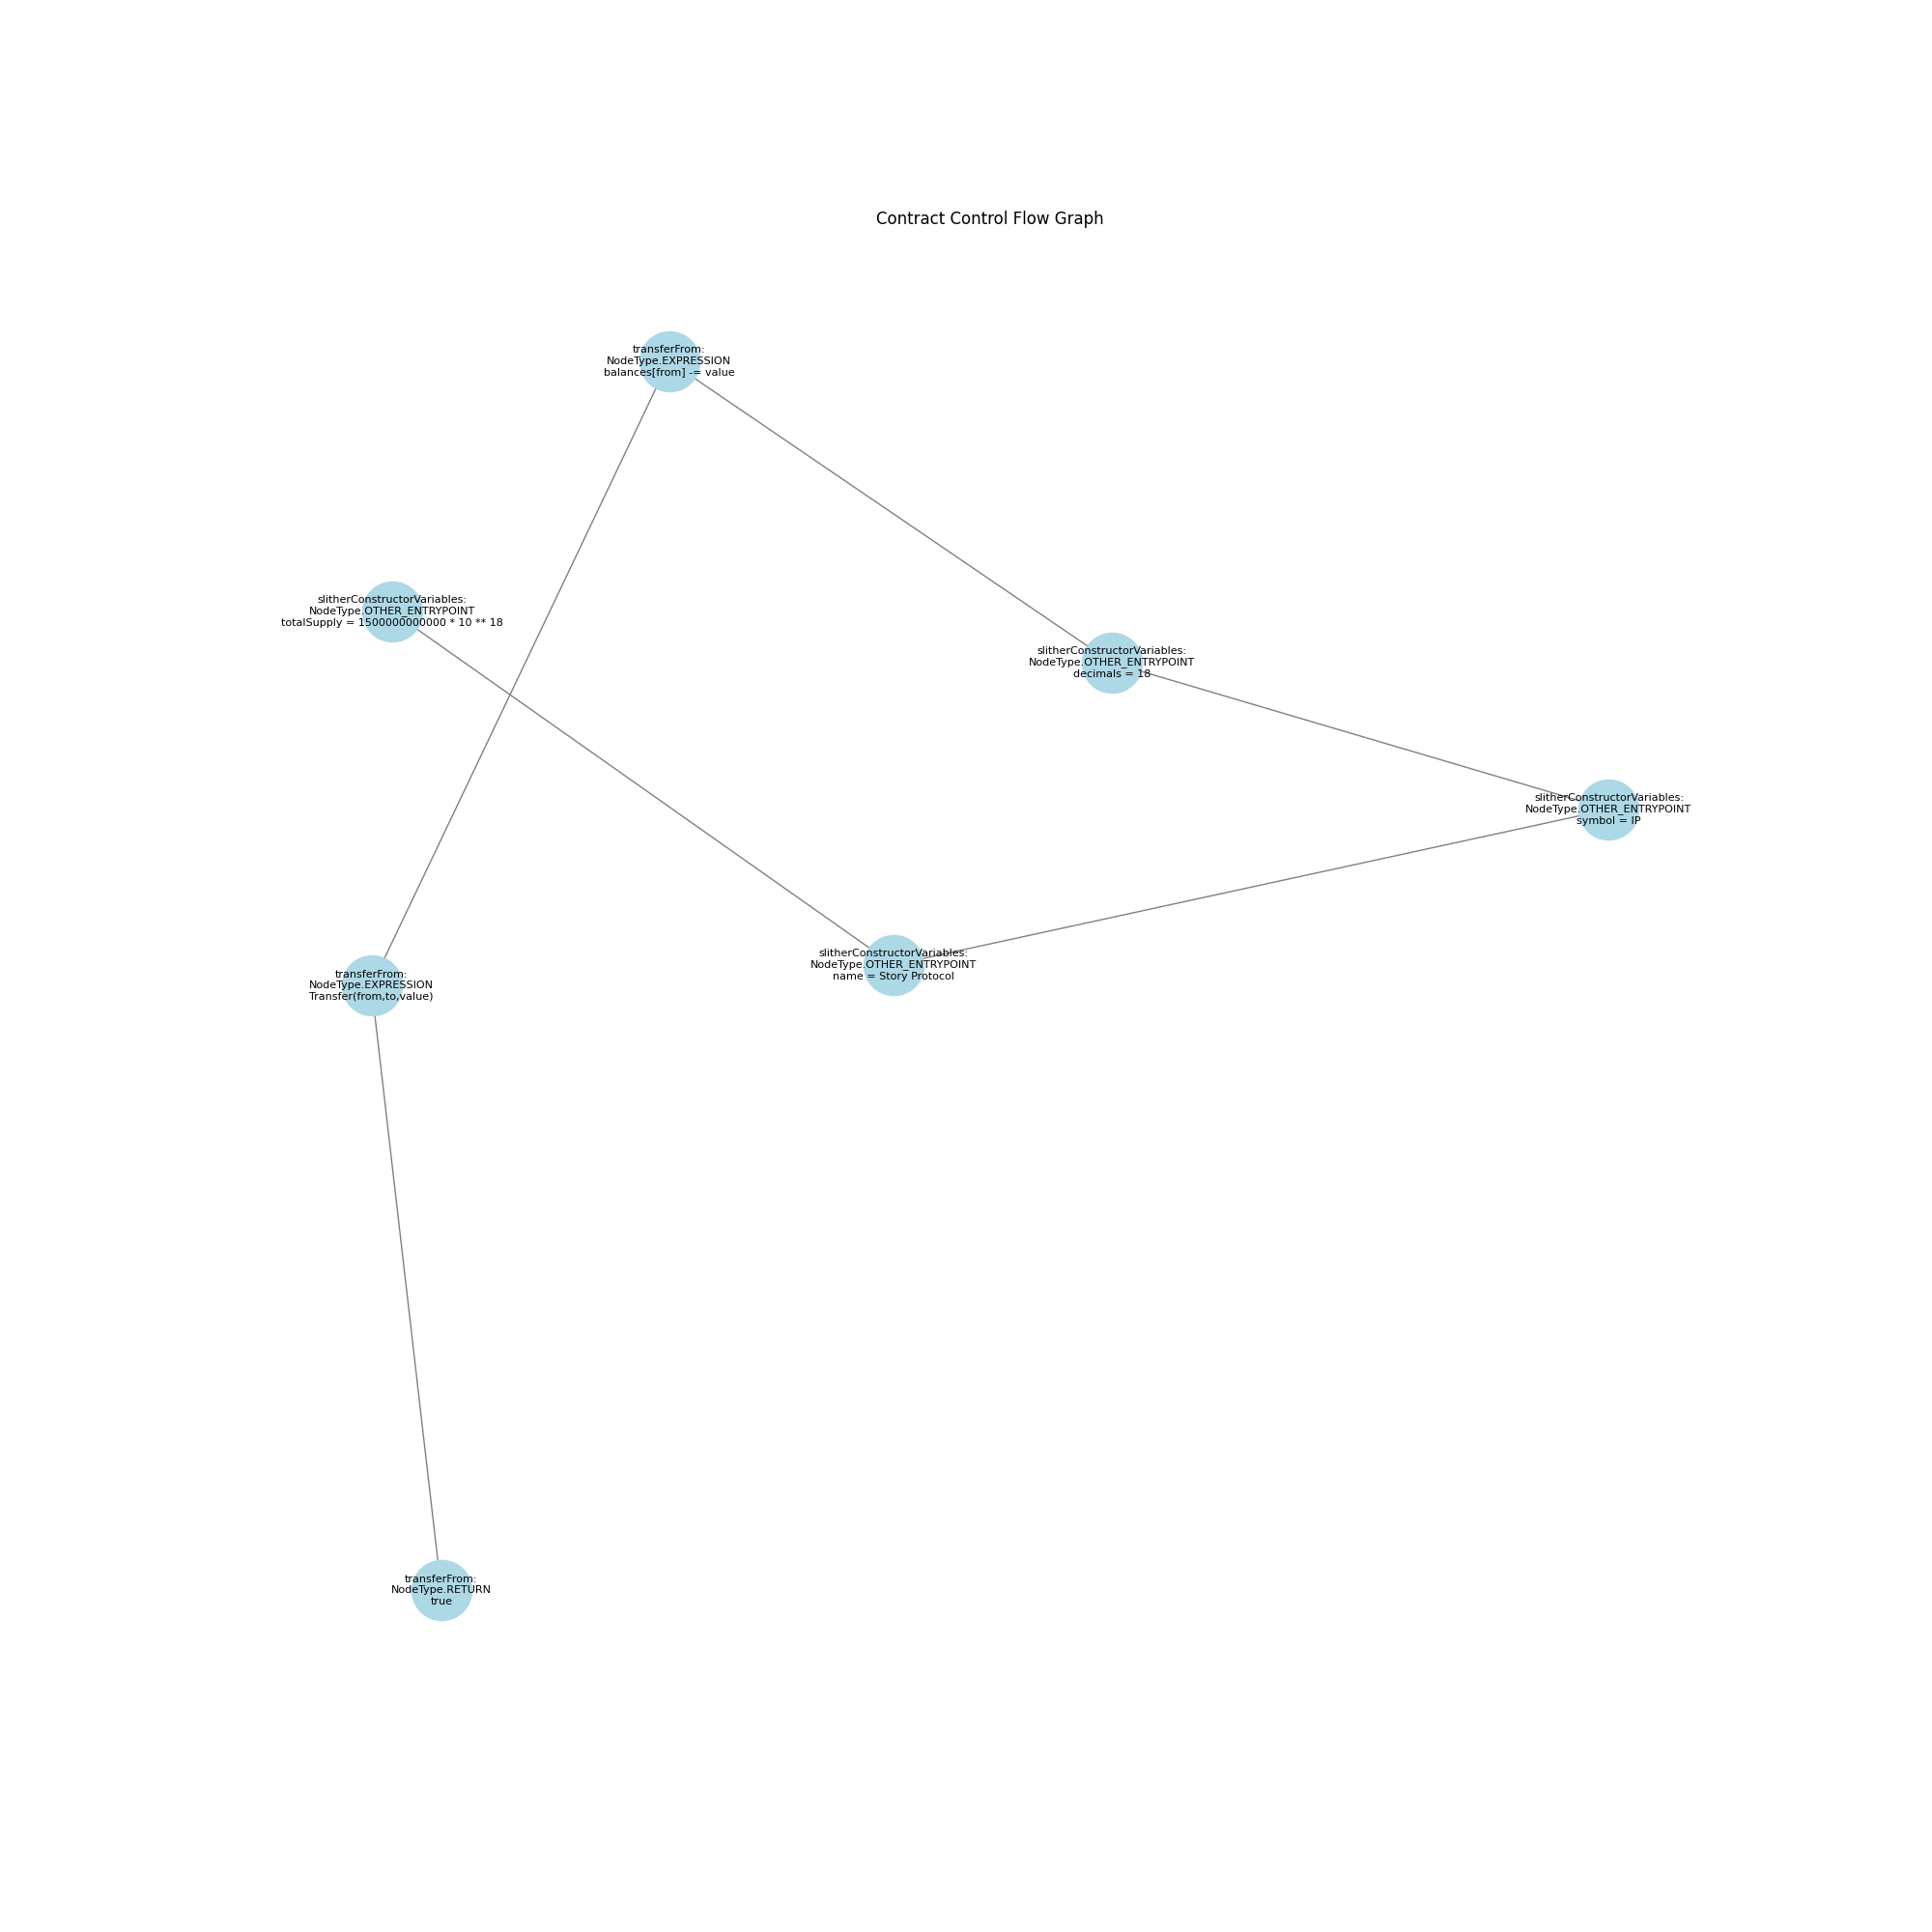 Contract Control Flow Graph
transferFrom:
NodeType.EXPRESSION
balances[from] -= value
slitherConstructorVariables:
NodeType.OTHER_ENTRYPOINT
totalSupply = 1500000000000 * 10 ** 18
slitherConstructorVariables:
NodeType.OTHER_ENTRYPOINT
decimals = 18
slitherConstructorVariables:
NodeType.OTHER_ENTRYPOINT
symbol = IP
slitherConstructorVariables:
NodeType.OTHER_ENTRYPOINT
name = Story Protocol
transferFrom:
NodeType.EXPRESSION
Transfer(from,to,value)
transferFrom:
NodeType.RETURN
true